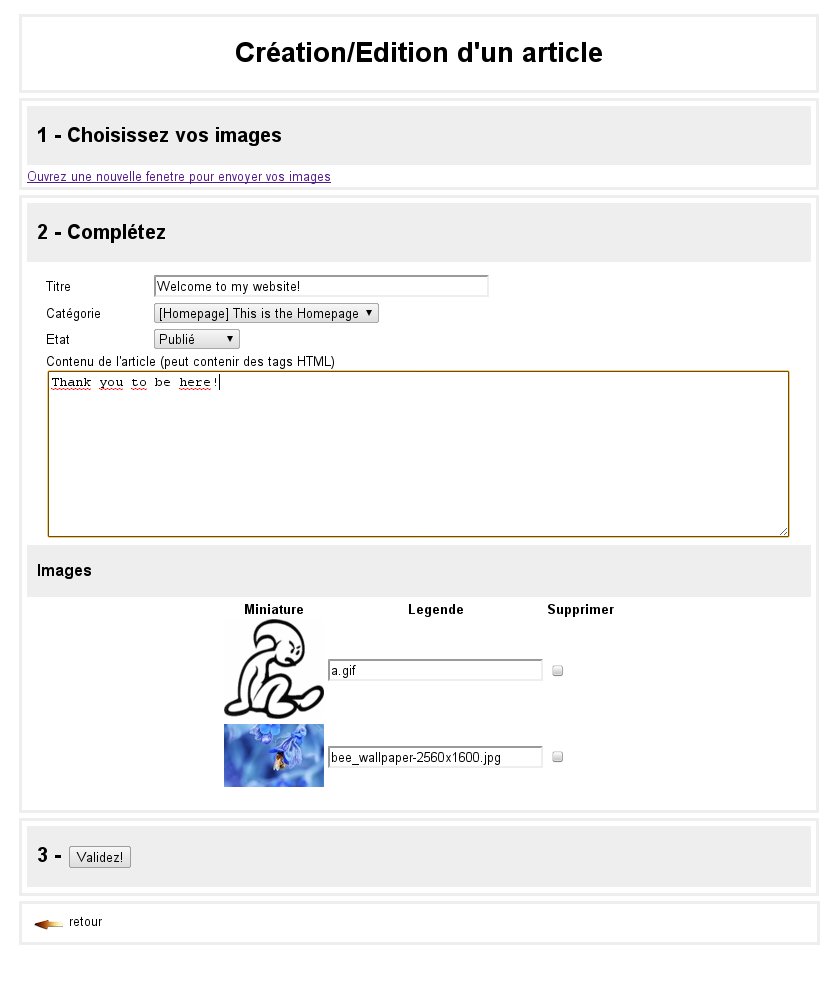 Création/Edition d'un article
1 - Choisissez vos images
Ouvrez une nouvelle fenetre pour envoyer vos images
2 - Complétez
Titre Welcome to my website!
Catégorie [Homepage] This is the Homepage
Etat Publié
Contenu de l'article (peut contenir des tags HTML)
Thank you to be here!
Images
Miniature Legende Supprimer
a.gif
bee_wallpaper-2560x1600.jpg
3 - Validez!
retour